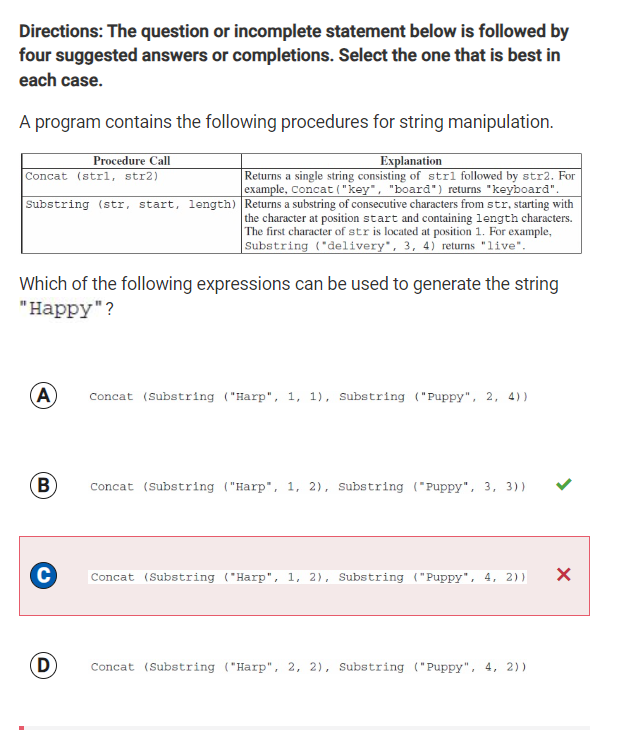 Directions: The question or incomplete statement below is followed by
four suggested answers or completions. Select the one that is best in
each case.
A program contains the following procedures for string manipulation.
Procedure Call
Explanation
Concat (str1, str2)
Returns a single string consisting of str1 followed by str2. For
example, Concat("key", "board") returns "keyboard".
Substring (str, start, length)
Returns a substring of consecutive characters from str, starting with
the character at position start and containing length characters.
The first character of str is located at position 1. For example,
Substring ("delivery", 3, 4) returns "live".
Which of the following expressions can be used to generate the string
"Happy"?
A Concat (Substring ("Harp", 1, 1), Substring ("Puppy", 2, 4))
B Concat (Substring ("Harp", 1, 2), Substring ("Puppy", 3, 3))
C Concat (Substring ("Harp", 1, 2), Substring ("Puppy", 4, 2))
D Concat (Substring ("Harp", 2, 2), Substring ("Puppy", 4, 2))